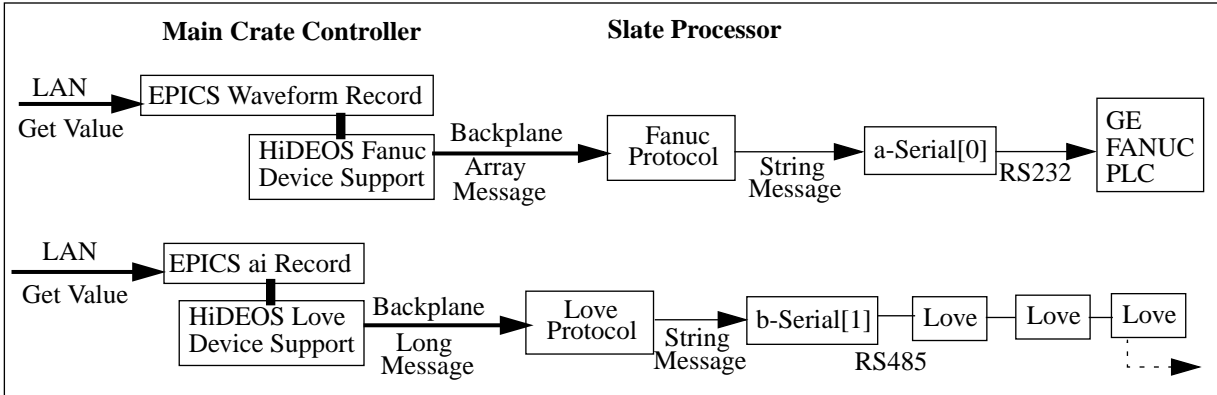 Main Crate Controller
Slate Processor
LAN
Get Value
EPICS Waveform Record
HiDEOS Fanuc
Device Support
Backplane
Array
Message
Fanuc
Protocol
String
Message
a-Serial[0]
RS232
GE
FANUC
PLC
LAN
Get Value
EPICS ai Record
HiDEOS Love
Device Support
Backplane
Long
Message
Love
Protocol
String
Message
b-Serial[1]
RS485
Love
Love
Love